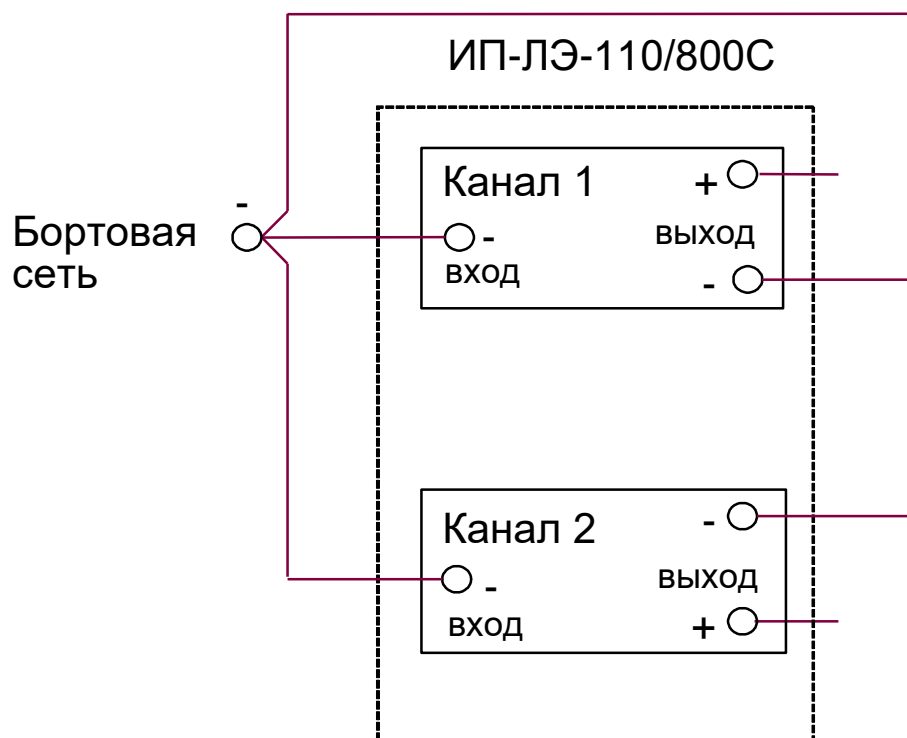 ИП-ЛЭ-110/800С
Канал 1
+
-
Бортовая
сеть
-
вход
выход
-
Канал 2
-
-
вход
выход
+